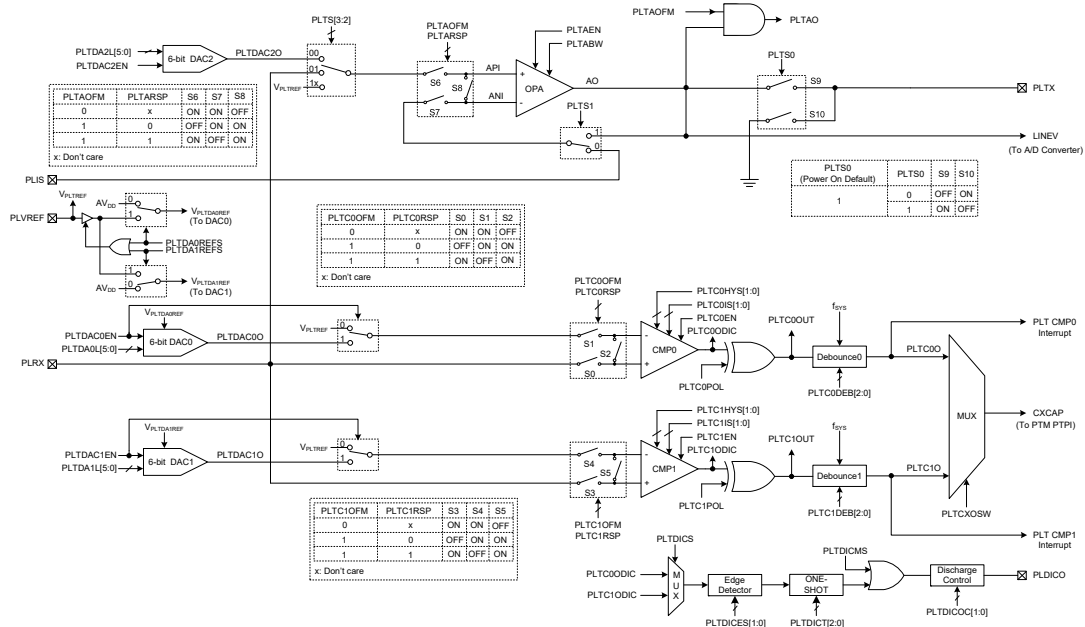 PLTDA2L[5:0]
PLTDAC2EN
6-bit DAC2
PLTDAC2O
PLTS[3:2]
00
01
1x
VPLTREF
PLTAOFM
PLTARSP
S6
S7
S8
API
ANI
PLTAEN
PLTABW
+
OPA
-
AO
PLTS1
1
0
PLTAOFM
PLTAO
PLTS0
S9
S10
PLTX
LINEV
(To A/D Converter)
PLTAOFM PLTARSP S6 S7 S8
0 x ON ON OFF
1 0 OFF ON ON
1 1 ON OFF ON
x: Don't care
PLTS0
(Power On Default) PLTS0 S9 S10
1 0 OFF ON
1 ON OFF
PLIS
VPLTREF
PLVREF
AVDD
0
1
VPLTDA0REF
(To DAC0)
PLTDA0REFS
PLTDA1REFS
1
0
AVDD
VPLTDA1REF
(To DAC1)
PLTC0OFM PLTC0RSP S0 S1 S2
0 x ON ON OFF
1 0 OFF ON ON
1 1 ON OFF ON
x: Don't care
VPLTDA0REF
PLTDAC0EN
PLTDA0L[5:0]
6-bit DAC0
PLTDAC0O
VPLTREF
0
1
PLRX
PLTC0OFM
PLTC0RSP
S1
S2
S0
-
CMP0
+
PLTC0HYS[1:0]
PLTC0IS[1:0]
PLTC0EN
PLTC0ODIC
PLTC0POL
PLTC0OUT
fSYS
Debounce0
PLTC0DEB[2:0]
PLTC0O
PLT CMP0
Interrupt
MUX
CXCAP
(To PTM PTPI)
PLTCXOSW
VPLTDA1REF
PLTDAC1EN
PLTDA1L[5:0]
6-bit DAC1
PLTDAC1O
VPLTREF
0
1
S4
S5
S3
PLTC1OFM
PLTC1RSP
-
CMP1
+
PLTC1HYS[1:0]
PLTC1IS[1:0]
PLTC1EN
PLTC1ODIC
PLTC1POL
PLTC1OUT
fSYS
Debounce1
PLTC1DEB[2:0]
PLTC1O
PLT CMP1
Interrupt
PLTC1OFM PLTC1RSP S3 S4 S5
0 x ON ON OFF
1 0 OFF ON ON
1 1 ON OFF ON
x: Don't care
PLTDICS
PLTC0ODIC
PLTC1ODIC
MUX
Edge
Detector
PLTDICES[1:0]
ONE-
SHOT
PLTDICT[2:0]
PLTDICMS
Discharge
Control
PLTDICOC[1:0]
PLDICO